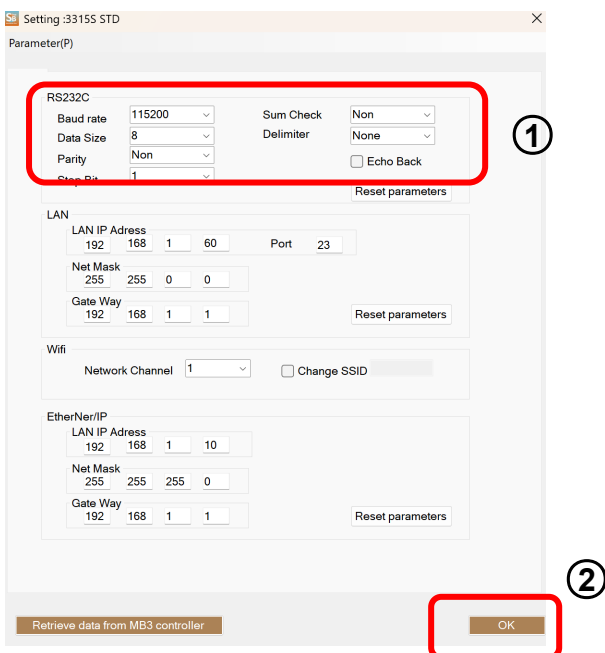 SB Setting :3315S STD
Parameter(P)
RS232C
Baud rate 115200 Sum Check Non
Data Size 8 Delimiter None
Parity Non Echo Back
Stop Bit 1
Reset parameters
①
LAN
LAN IP Adress
192 168 1 60 Port 23
Net Mask
255 255 0 0
Gate Way
192 168 1 1 Reset parameters
Wifi
Network Channel 1 Change SSID
EtherNer/IP
LAN IP Adress
192 168 1 10
Net Mask
255 255 255 0
Gate Way
192 168 1 1 Reset parameters
②
Retrieve data from MB3 controller OK